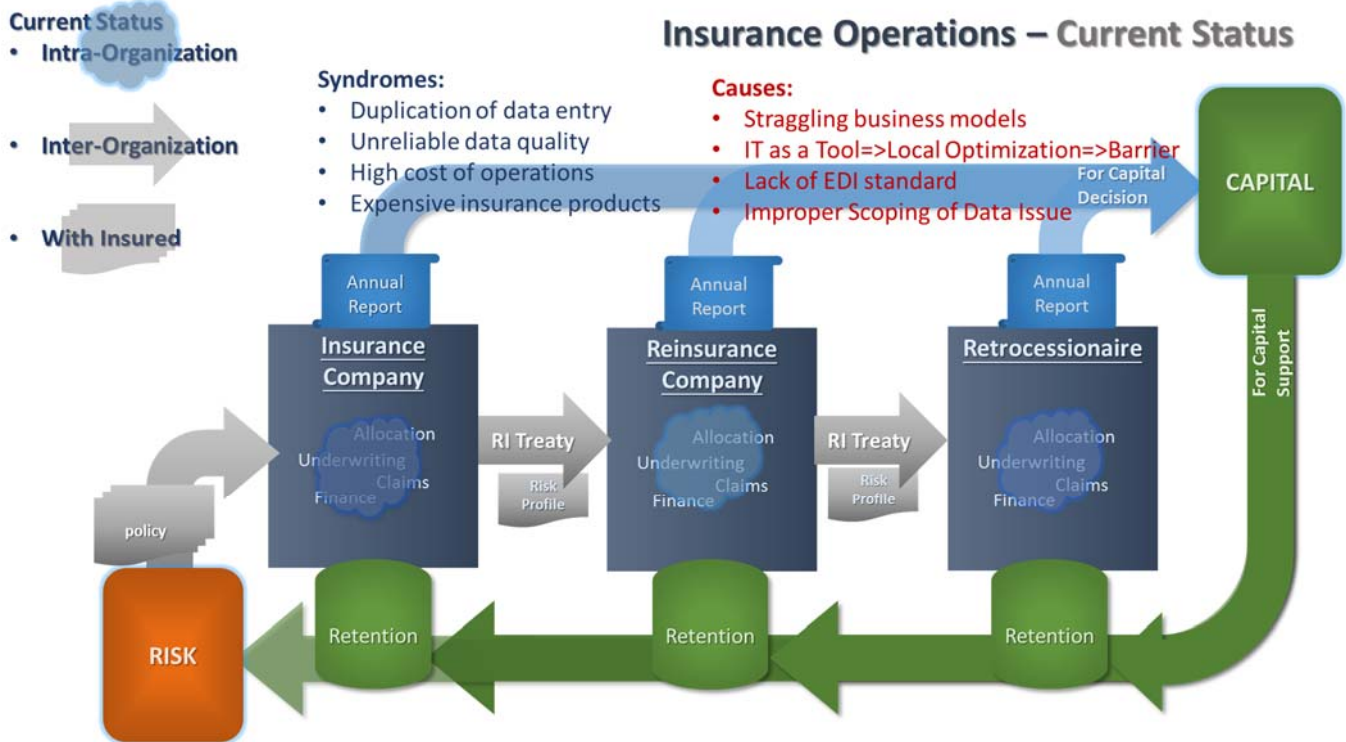 Insurance Operations – Current Status
Current Status
• Intra-Organization
• Inter-Organization
• With Insured
Syndromes:
• Duplication of data entry
• Unreliable data quality
• High cost of operations
• Expensive insurance products
Causes:
• Straggling business models
• IT as a Tool=>Local Optimization=>Barrier
• Lack of EDI standard
• Improper Scoping of Data Issue
For Capital
Decision
CAPITAL
For Capital
Support
Annual
Report
Annual
Report
Annual
Report
Insurance
Company
Allocation
Underwriting
Claims
Finance
RI Treaty
Risk
Profile
Reinsurance
Company
Allocation
Underwriting
Claims
Finance
RI Treaty
Risk
Profile
Retrocessionaire
Allocation
Underwriting
Claims
Finance
policy
RISK
Retention
Retention
Retention